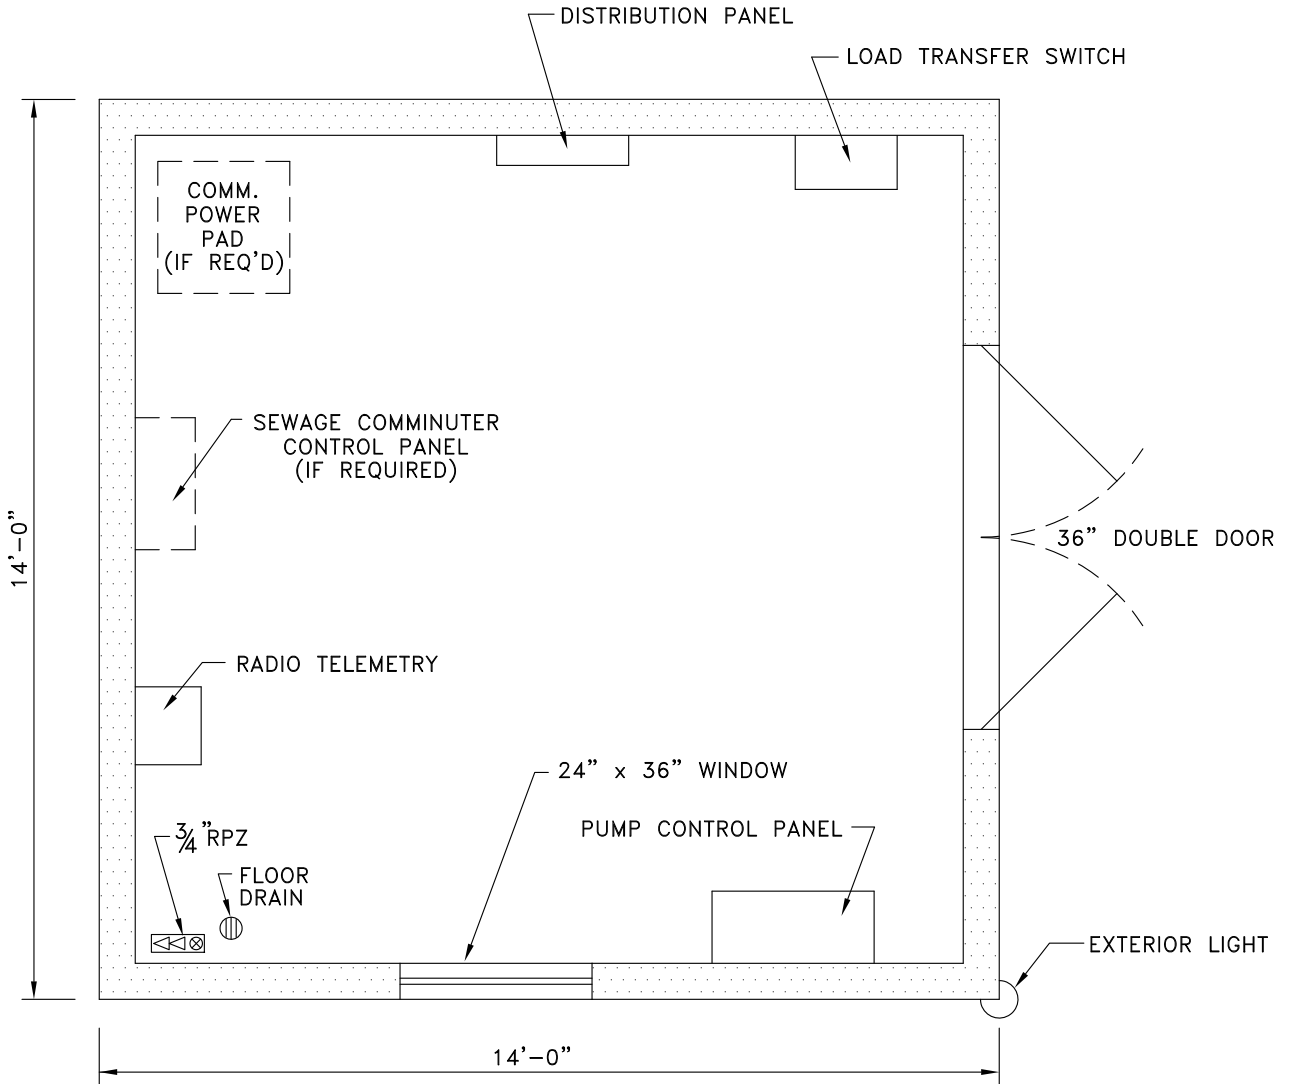 DISTRIBUTION PANEL
LOAD TRANSFER SWITCH
COMM.
POWER
PAD
(IF REQ'D)
SEWAGE COMMINUTER
CONTROL PANEL
(IF REQUIRED)
14'-0"
36" DOUBLE DOOR
RADIO TELEMETRY
24" x 36" WINDOW
PUMP CONTROL PANEL
3/4" RPZ
FLOOR
DRAIN
EXTERIOR LIGHT
14'-0"